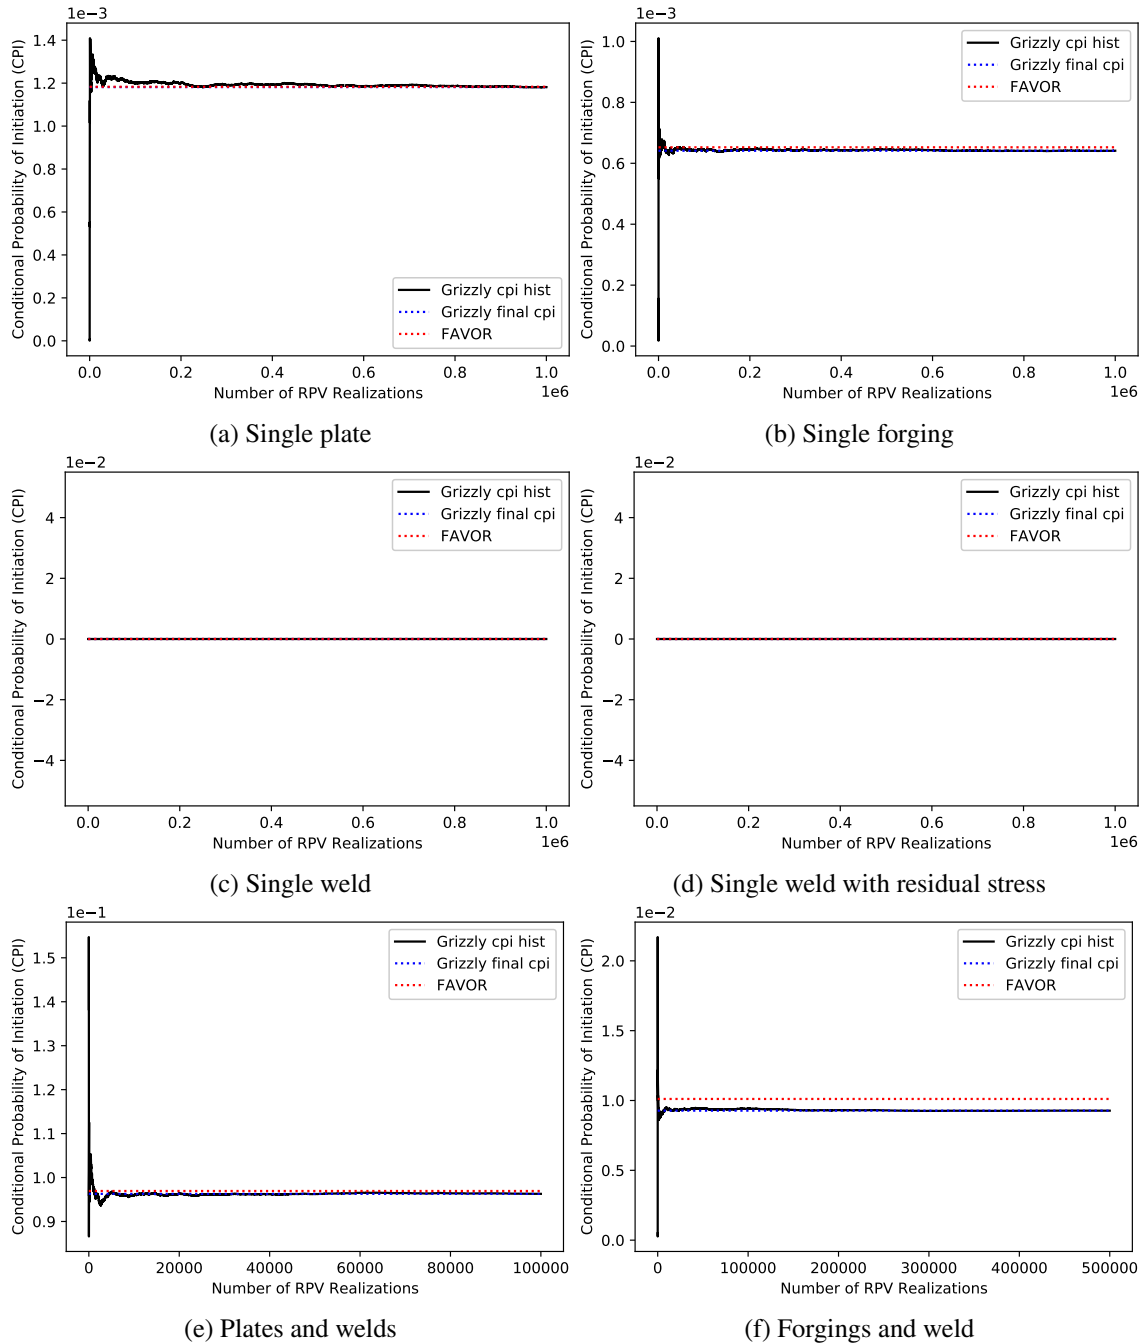 1e−3
Conditional Probability of Initiation (CPI)
1.4
1.2
1.0
0.8
0.6
0.4
0.2
0.0
Grizzly cpi hist
Grizzly final cpi
FAVOR
0.0 0.2 0.4 0.6 0.8 1.0
Number of RPV Realizations
1e6
(a) Single plate
1e−3
Conditional Probability of Initiation (CPI)
1.0
0.8
0.6
0.4
0.2
0.0
Grizzly cpi hist
Grizzly final cpi
FAVOR
0.0 0.2 0.4 0.6 0.8 1.0
Number of RPV Realizations
1e6
(b) Single forging
1e−2
Conditional Probability of Initiation (CPI)
4
2
0
−2
−4
Grizzly cpi hist
Grizzly final cpi
FAVOR
0.0 0.2 0.4 0.6 0.8 1.0
Number of RPV Realizations
1e6
(c) Single weld
1e−2
Conditional Probability of Initiation (CPI)
4
2
0
−2
−4
Grizzly cpi hist
Grizzly final cpi
FAVOR
0.0 0.2 0.4 0.6 0.8 1.0
Number of RPV Realizations
1e6
(d) Single weld with residual stress
1e−1
Conditional Probability of Initiation (CPI)
1.5
1.4
1.3
1.2
1.1
1.0
0.9
Grizzly cpi hist
Grizzly final cpi
FAVOR
0 20000 40000 60000 80000 100000
Number of RPV Realizations
(e) Plates and welds
1e−2
Conditional Probability of Initiation (CPI)
2.0
1.5
1.0
0.5
0.0
Grizzly cpi hist
Grizzly final cpi
FAVOR
0 100000 200000 300000 400000 500000
Number of RPV Realizations
(f) Forgings and weld